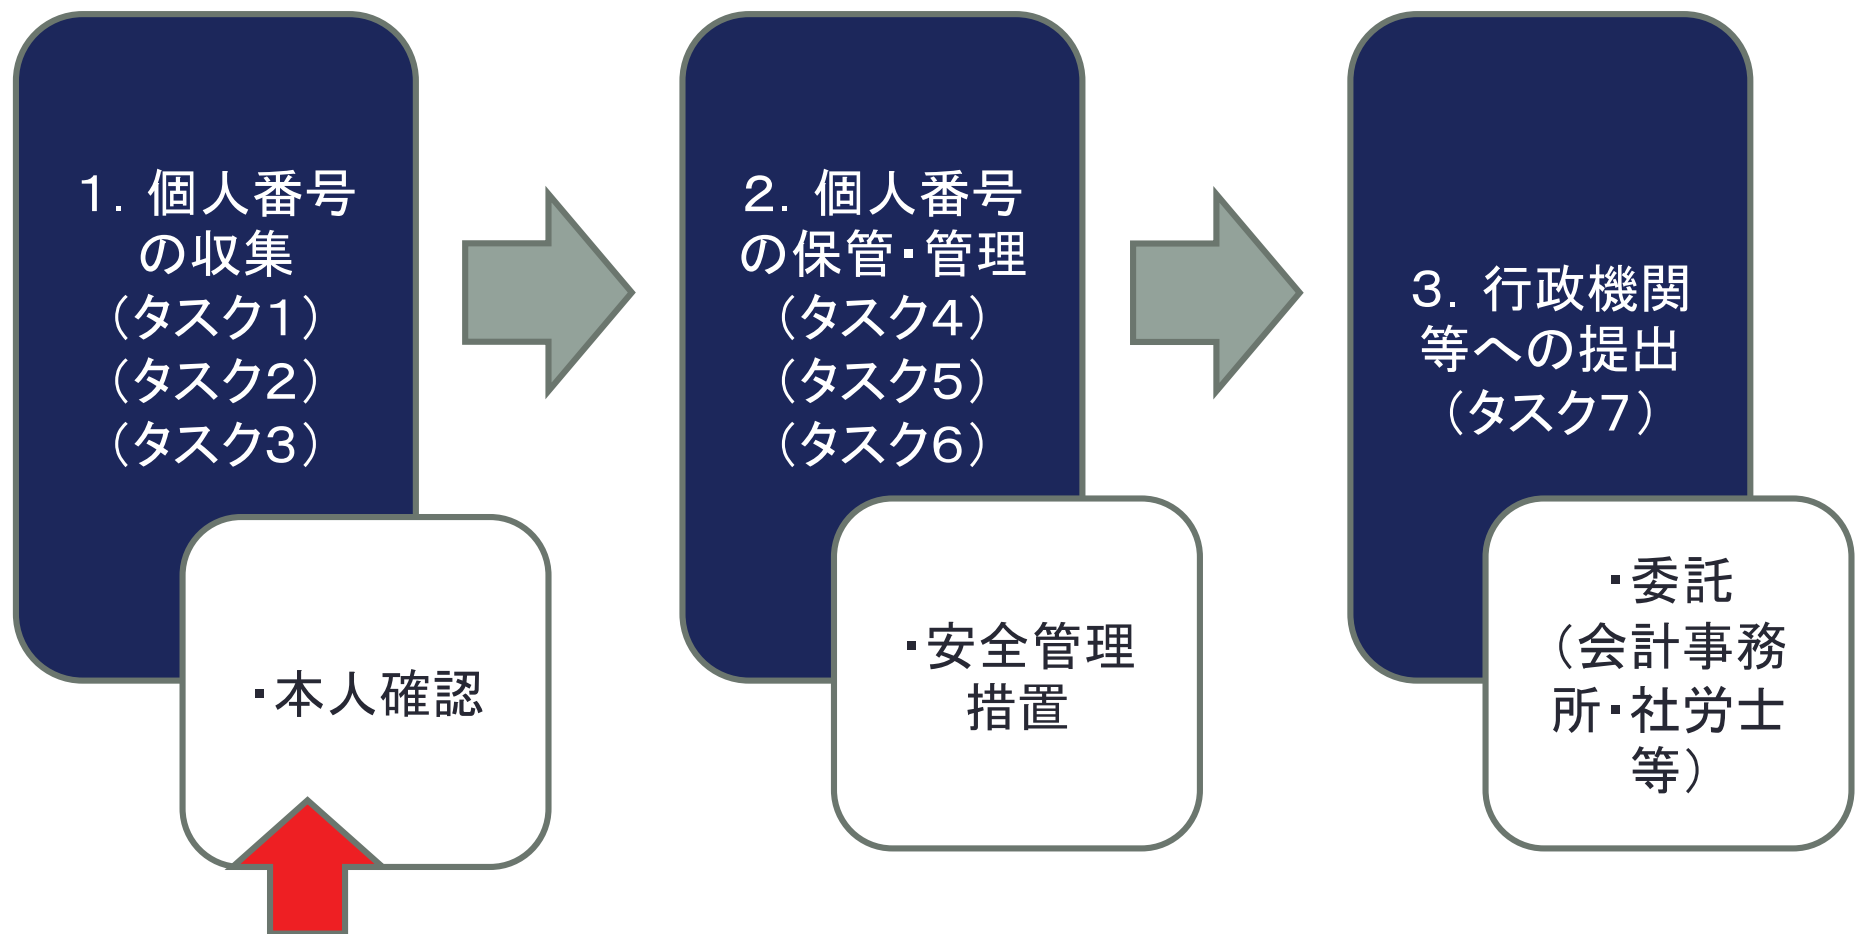 １．個人番号
の収集
（タスク１）
（タスク２）
（タスク３）
・本人確認
２．個人番号
の保管・管理
（タスク４）
（タスク５）
（タスク６）
・安全管理
措置
３．行政機関
等への提出
（タスク７）
・委託
（会計事務
所・社労士
等）